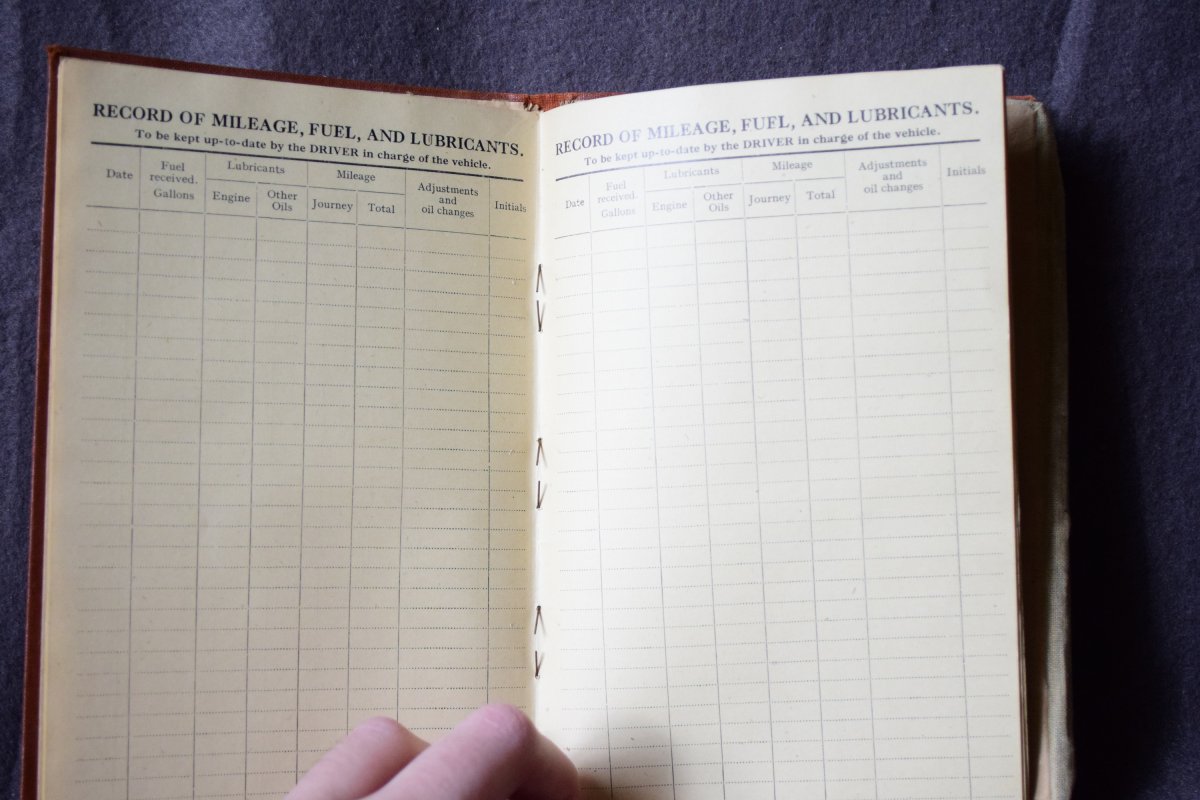 RECORD OF MILEAGE, FUEL, AND LUBRICANTS.
To be kept up-to-date by the DRIVER in charge of the vehicle.
Date
Fuel
received.
Gallons
Lubricants
Engine
Other
Oils
Mileage
Journey
Total
Adjustments
and
oil changes
Initials
RECORD OF MILEAGE, FUEL, AND LUBRICANTS.
To be kept up-to-date by the DRIVER in charge of the vehicle.
Date
Fuel
received.
Gallons
Lubricants
Engine
Other
Oils
Mileage
Journey
Total
Adjustments
and
oil changes
Initials